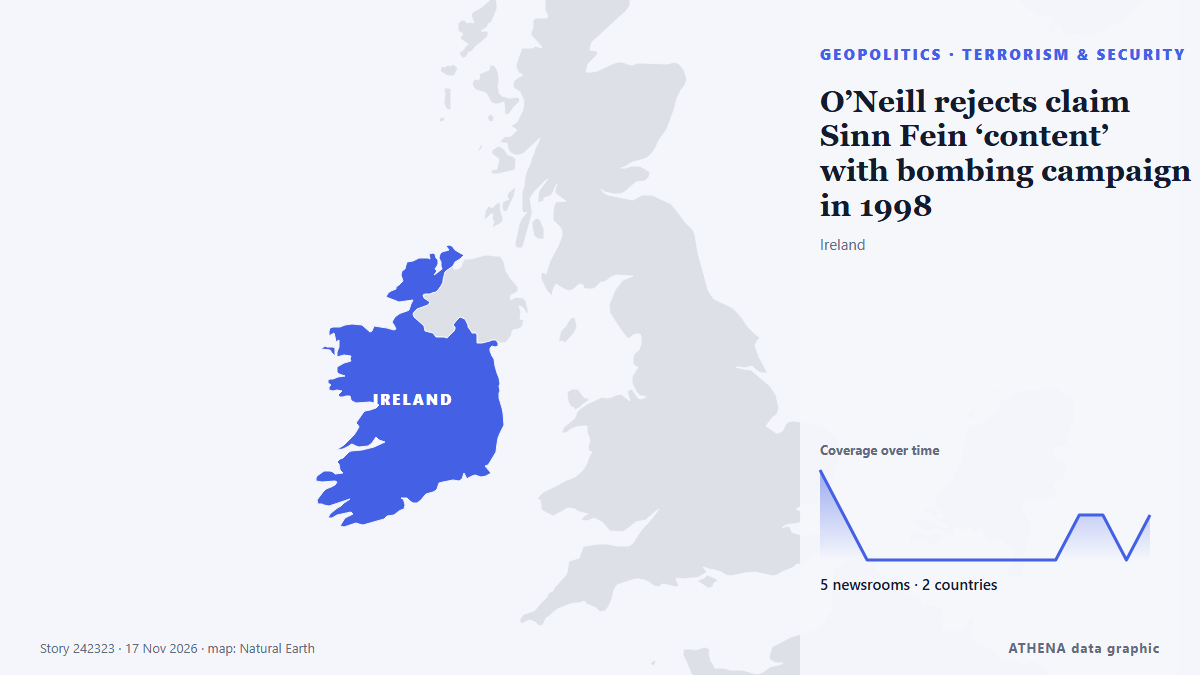 GEOPOLITICS · TERRORISM & SECURITY
O’Neill rejects claim
Sinn Fein ‘content’
with bombing campaign
in 1998
Ireland
IRELAND
Coverage over time
5 newsrooms · 2 countries
Story 242323 · 17 Nov 2026 · map: Natural Earth
ATHENA data graphic